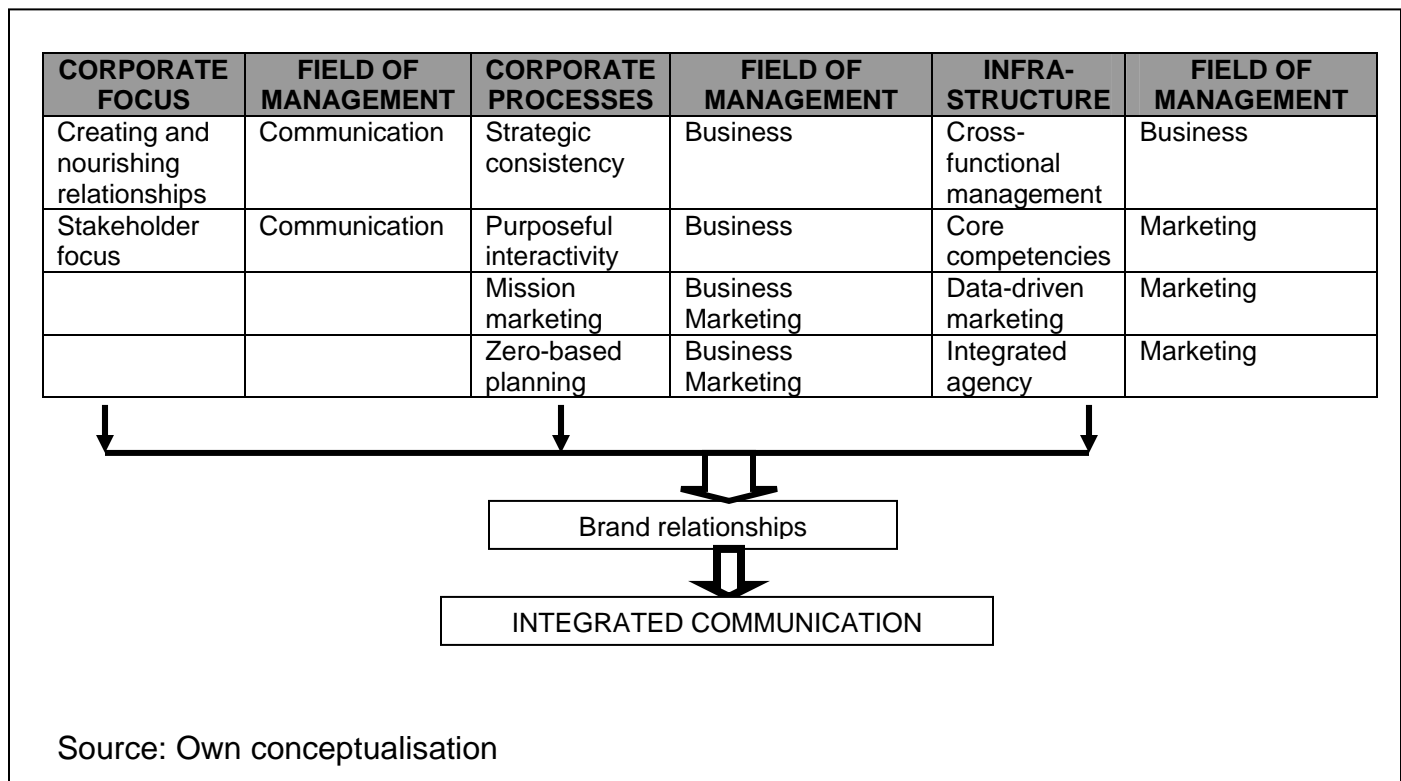 CORPORATE FOCUS FIELD OF MANAGEMENT CORPORATE PROCESSES FIELD OF MANAGEMENT INFRA-STRUCTURE FIELD OF MANAGEMENT
Creating and nourishing relationships Communication Strategic consistency Business Cross-functional management Business
Stakeholder focus Communication Purposeful interactivity Business Core competencies Marketing
Mission marketing Business Marketing Data-driven marketing Marketing
Zero-based planning Business Marketing Integrated agency Marketing
Brand relationships
INTEGRATED COMMUNICATION
Source: Own conceptualisation